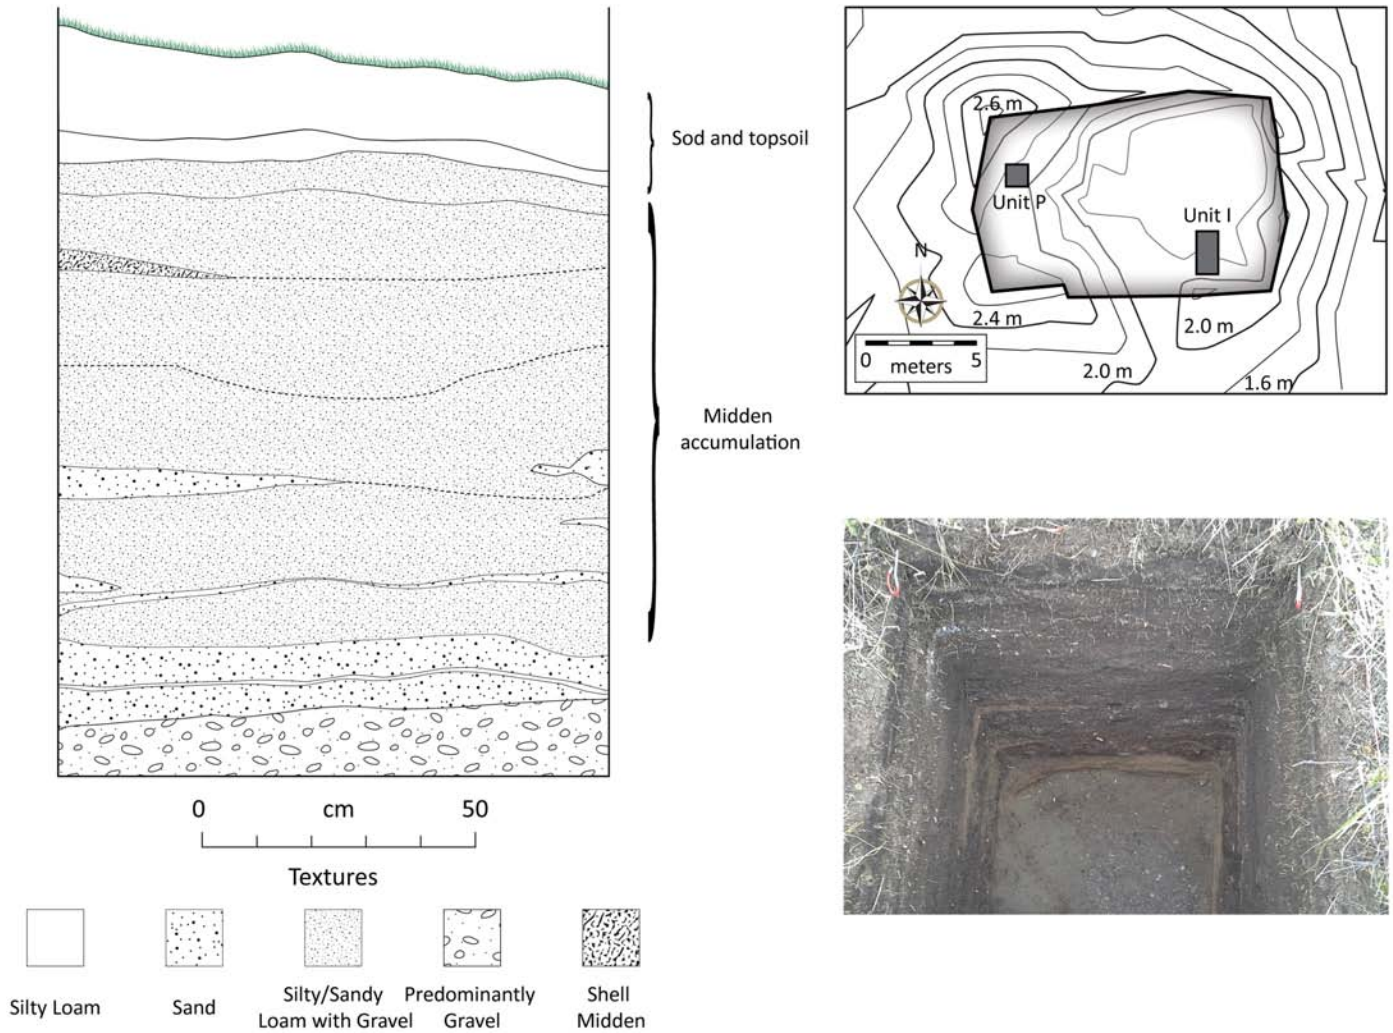 Sod and topsoil
Midden
accumulation
0 cm 50
Textures
Silty Loam
Sand
Silty/Sandy
Loam with Gravel
Predominantly
Gravel
Shell
Midden
2.6 m
Unit P
Unit I
N
2.4 m
2.0 m
0 5
meters
2.0 m
1.6 m